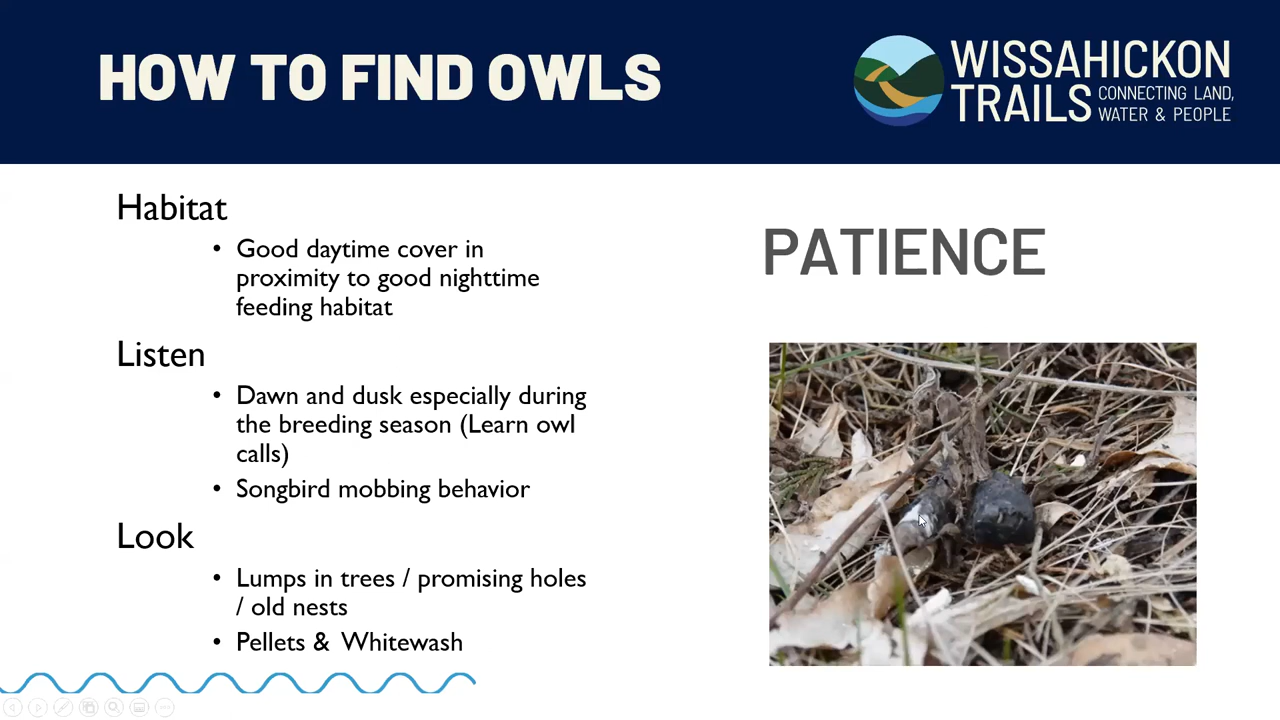 HOW TO FIND OWLS
WISSAHICKON
TRAILS CONNECTING LAND,
WATER & PEOPLE
Habitat
• Good daytime cover in
proximity to good nighttime
feeding habitat
Listen
• Dawn and dusk especially during
the breeding season (Learn owl
calls)
• Songbird mobbing behavior
Look
• Lumps in trees / promising holes
/ old nests
• Pellets & Whitewash
PATIENCE